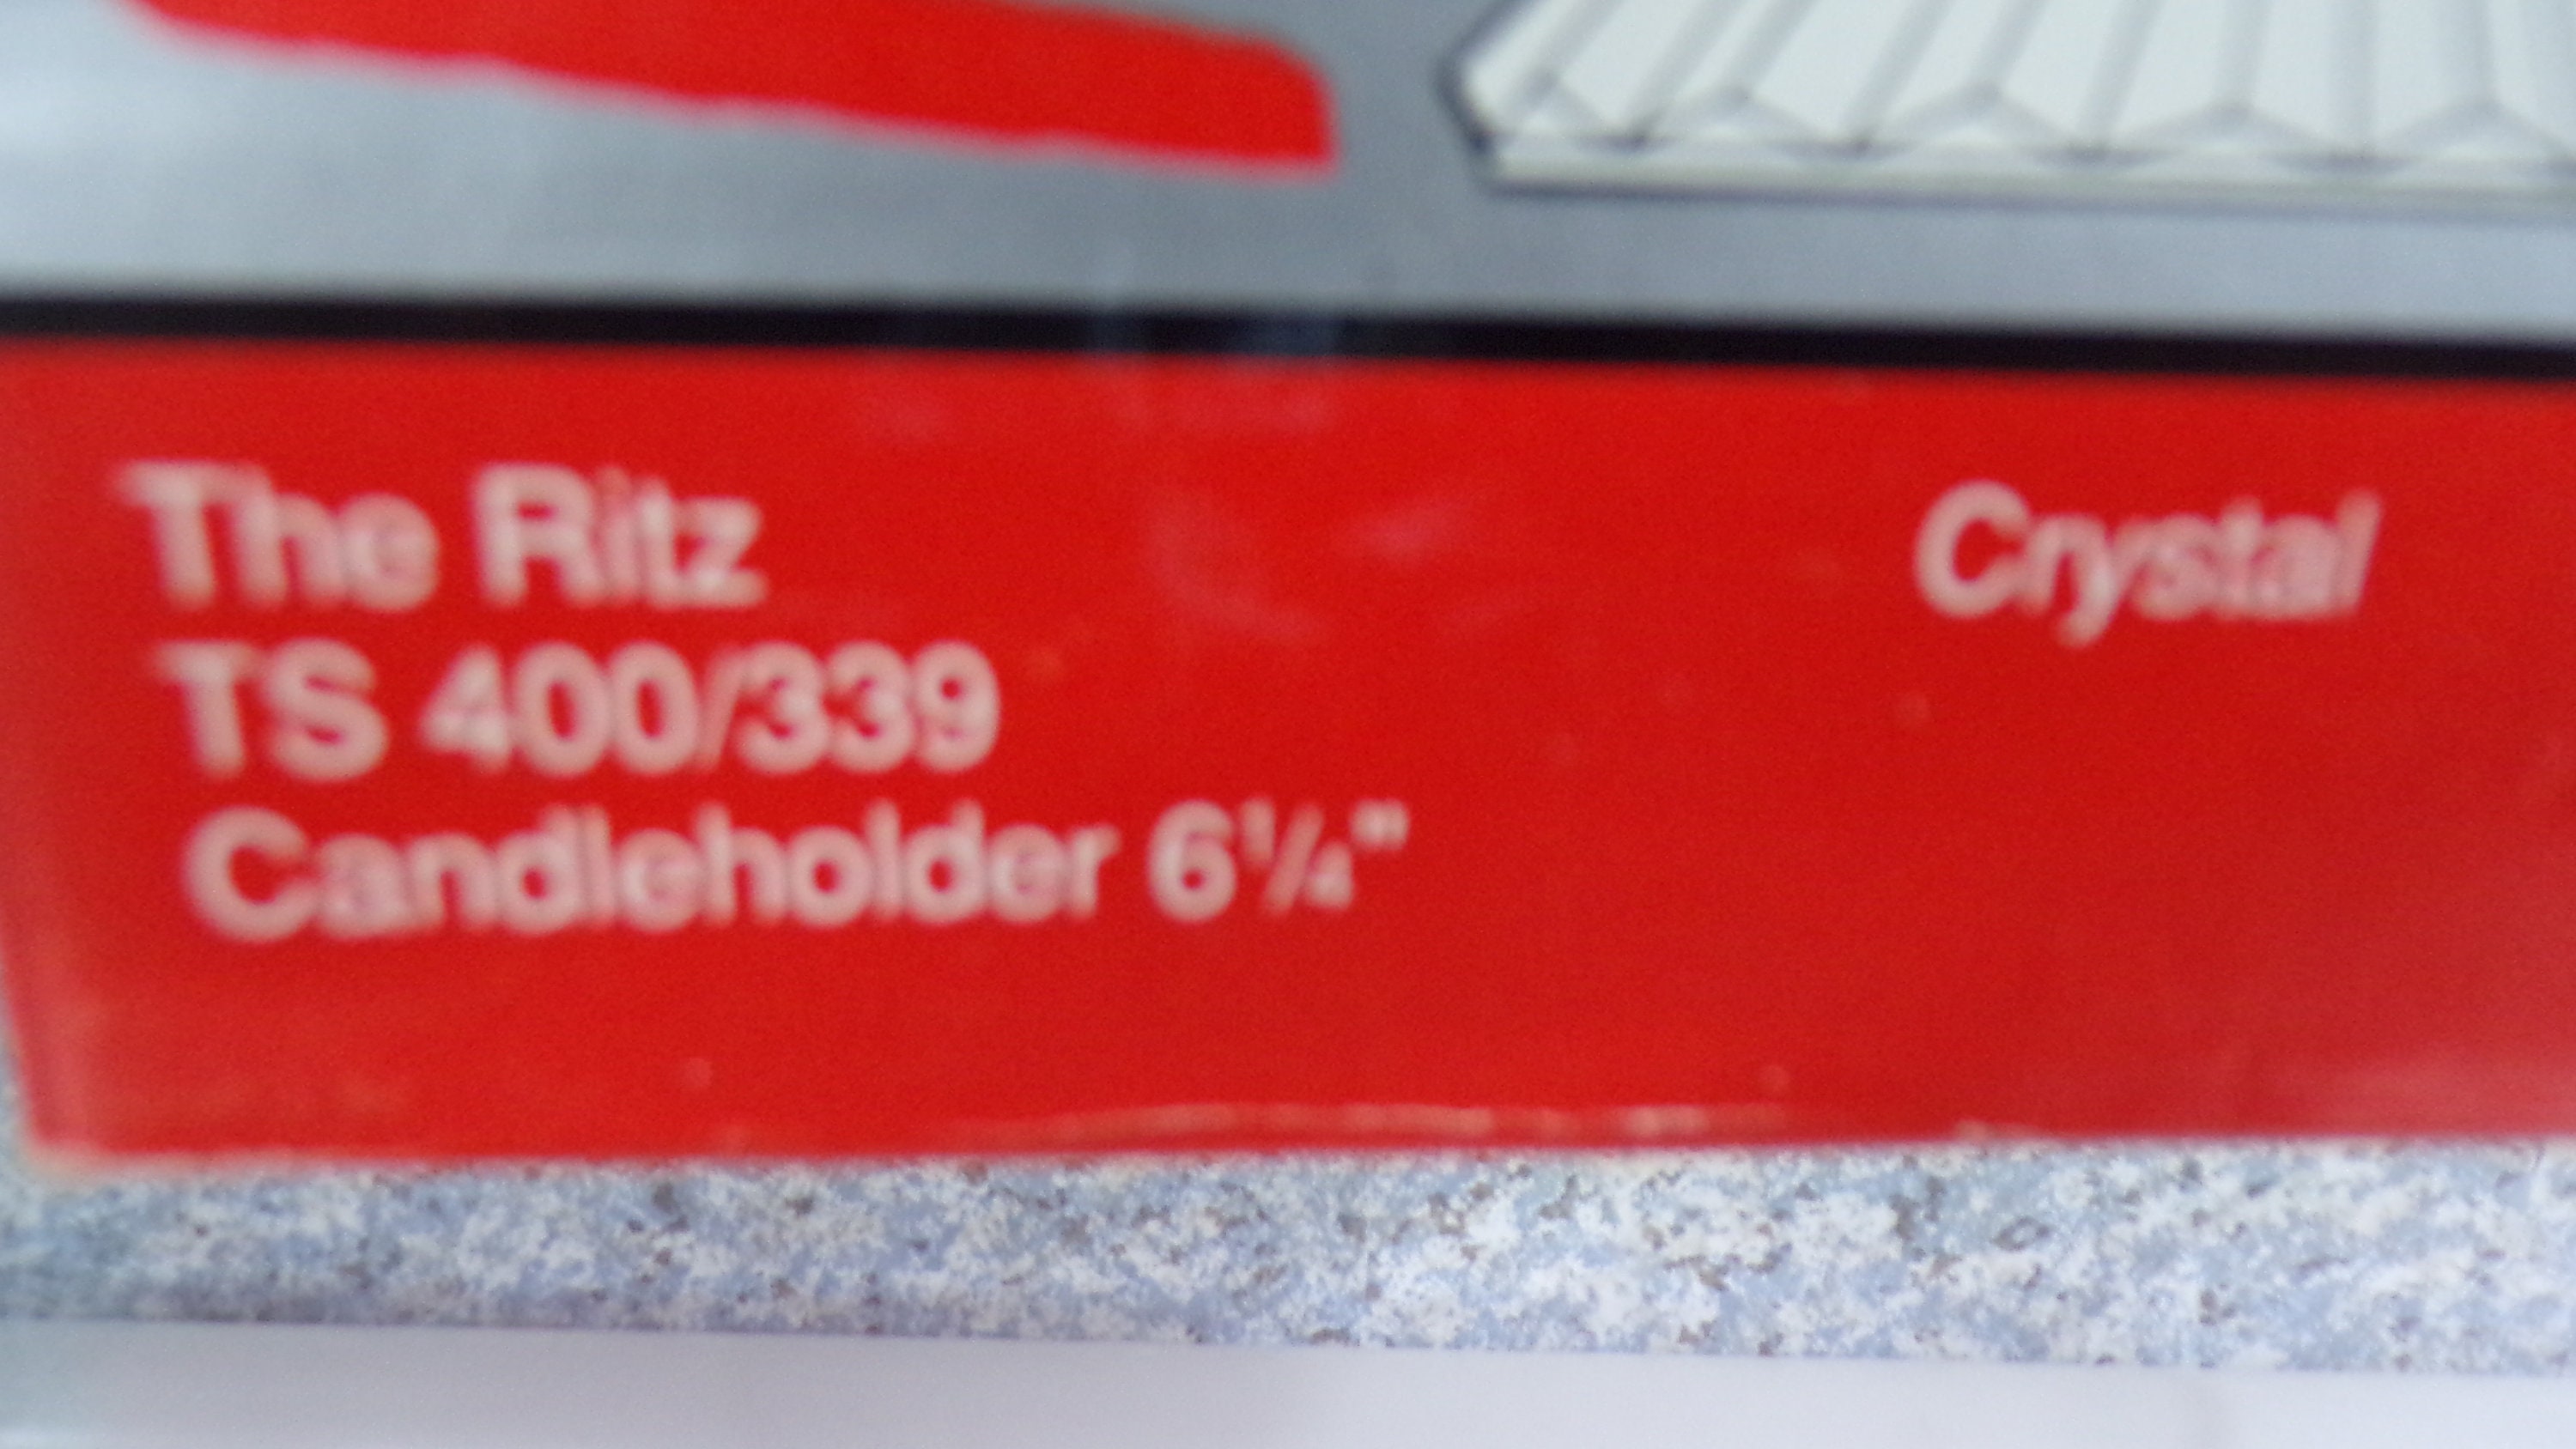 The Ritz
Crystal
TS 400/339
Candleholder 6¼"